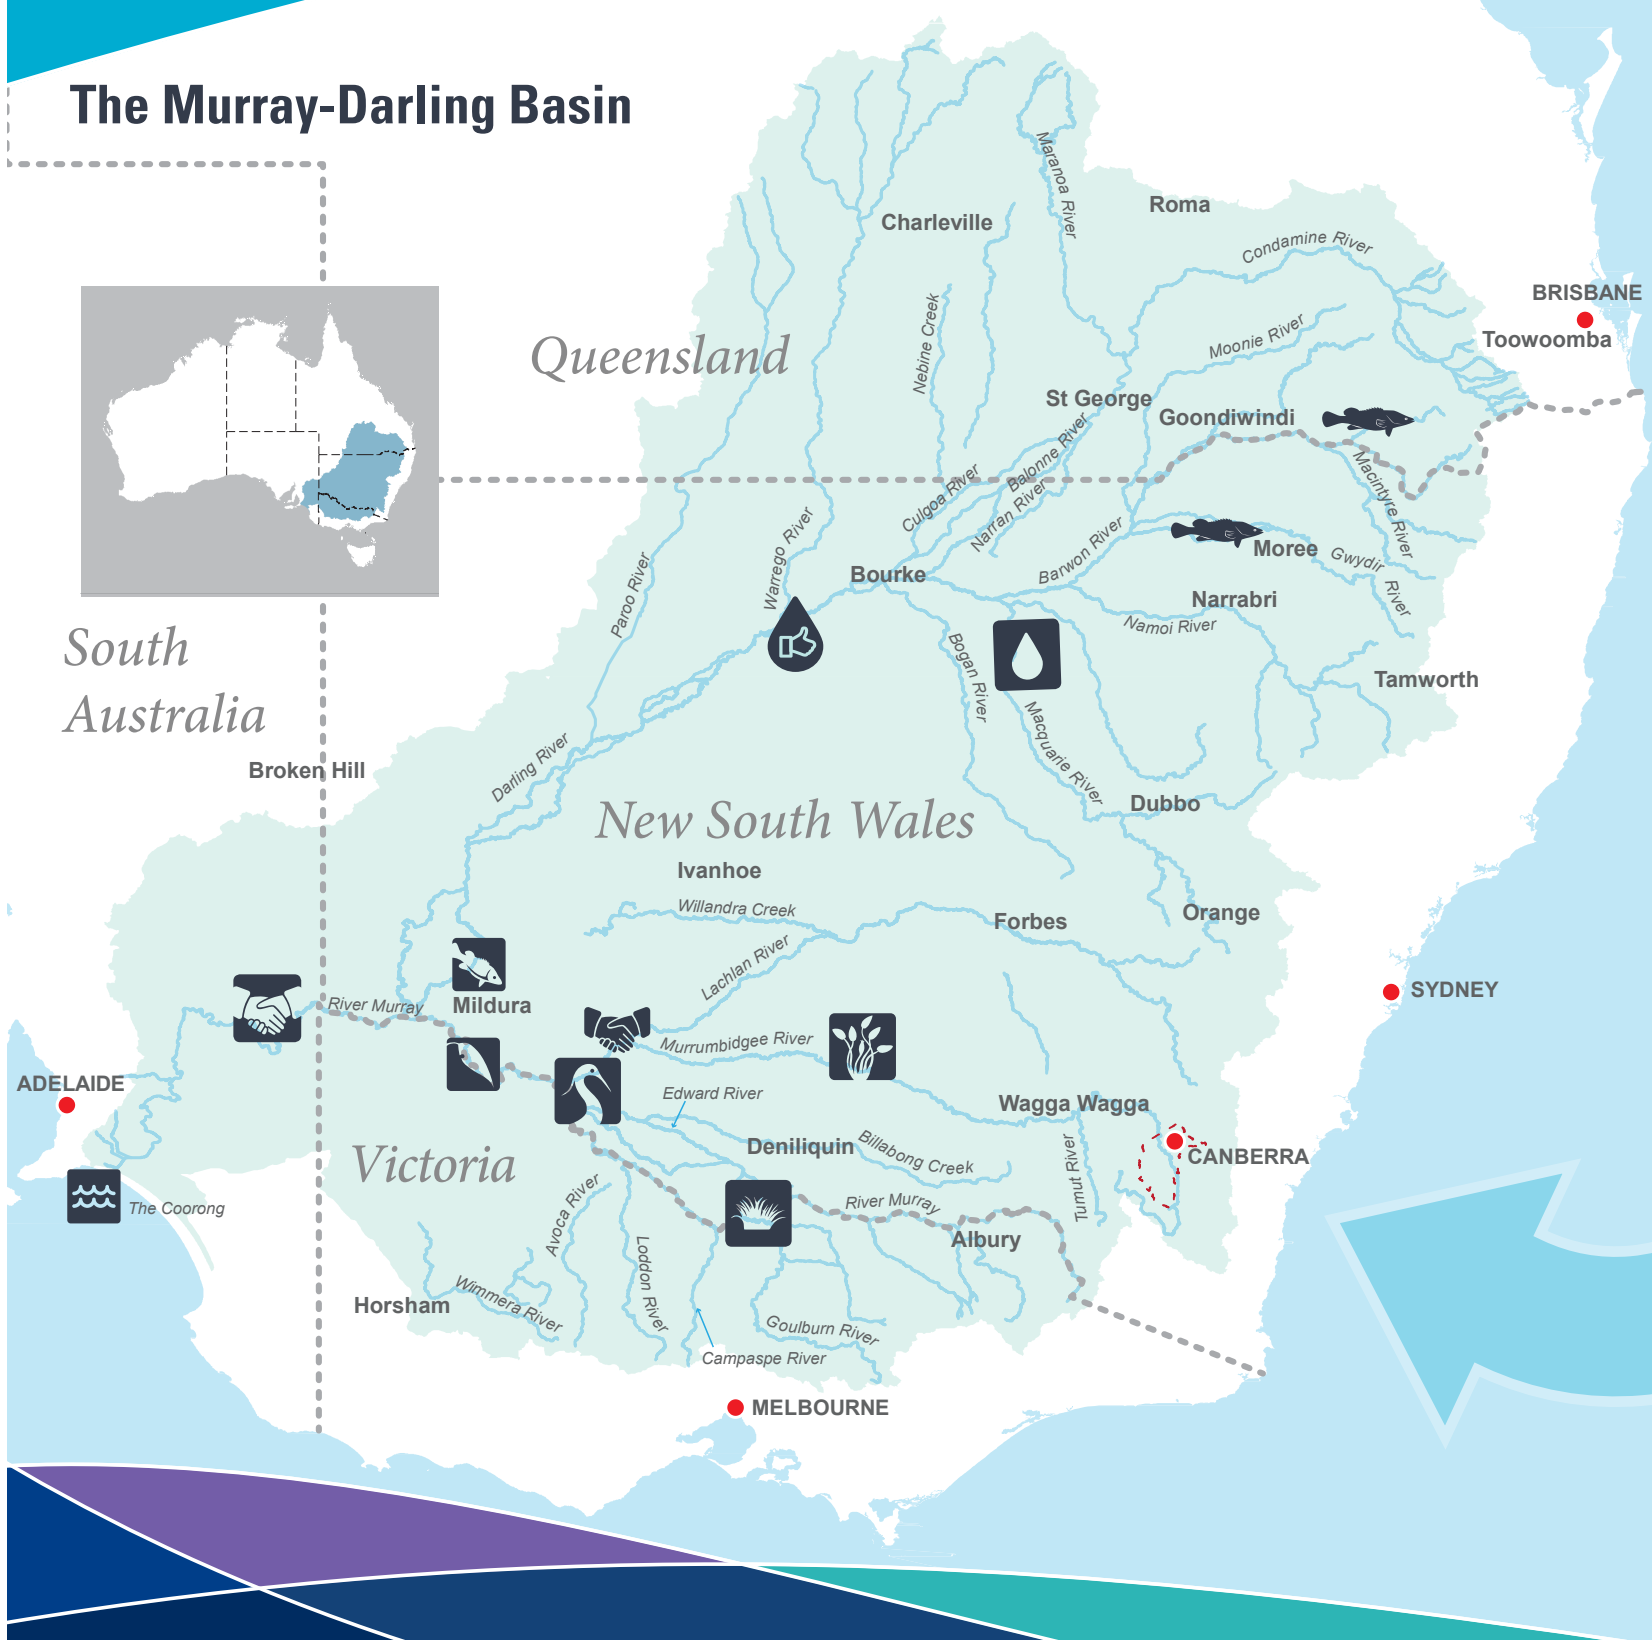 The Murray-Darling Basin
Maranoa River
Roma
Charleville
Condamine River
BRISBANE
Toowoomba
Queensland
Nebine Creek
Moonie River
St George
Goondiwindi
Balonne River
Culgoa River
Narran River
Macintyre River
Warrego River
Barwon River
Bourke
Moree
Gwydir River
Paroo River
Narrabri
Namoi River
South
Australia
Bogan River
Tamworth
Macquarie River
Darling River
Broken Hill
Dubbo
New South Wales
Ivanhoe
Willandra Creek
Forbes
Orange
Lachlan River
SYDNEY
River Murray
Mildura
Murrumbidgee River
ADELAIDE
Edward River
Wagga Wagga
Deniliquin
Billabong Creek
Tumut River
CANBERRA
Victoria
The Coorong
Avoca River
River Murray
Albury
Loddon River
Horsham
Wimmera River
Goulburn River
Campaspe River
MELBOURNE